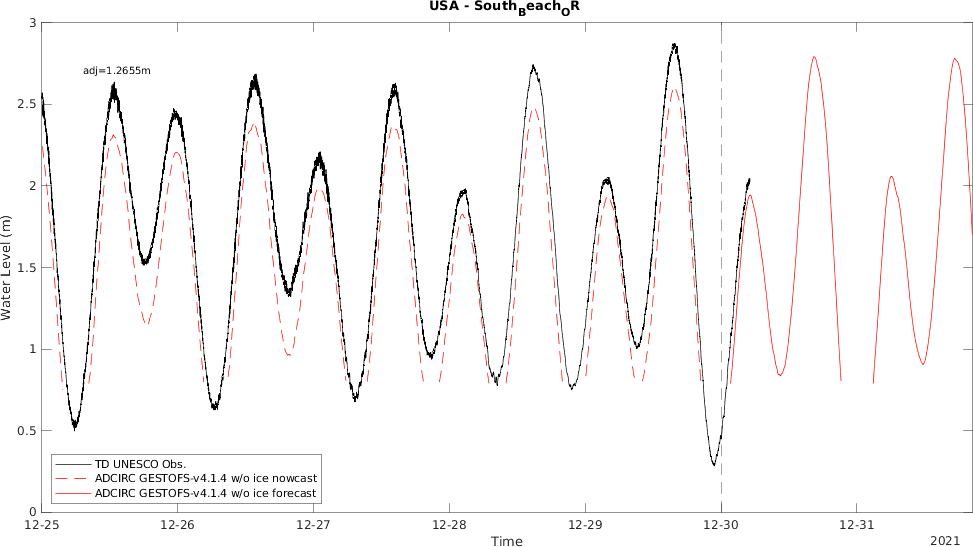 USA - SouthBeachOR
3
adj=1.2655m
2.5
2
1.5
1
0.5
0
Water Level (m)
TD UNESCO Obs.
ADCIRC GESTOFS-v4.1.4 w/o ice nowcast
ADCIRC GESTOFS-v4.1.4 w/o ice forecast
12-25 12-26 12-27 12-28 12-29 12-30 12-31
Time
2021